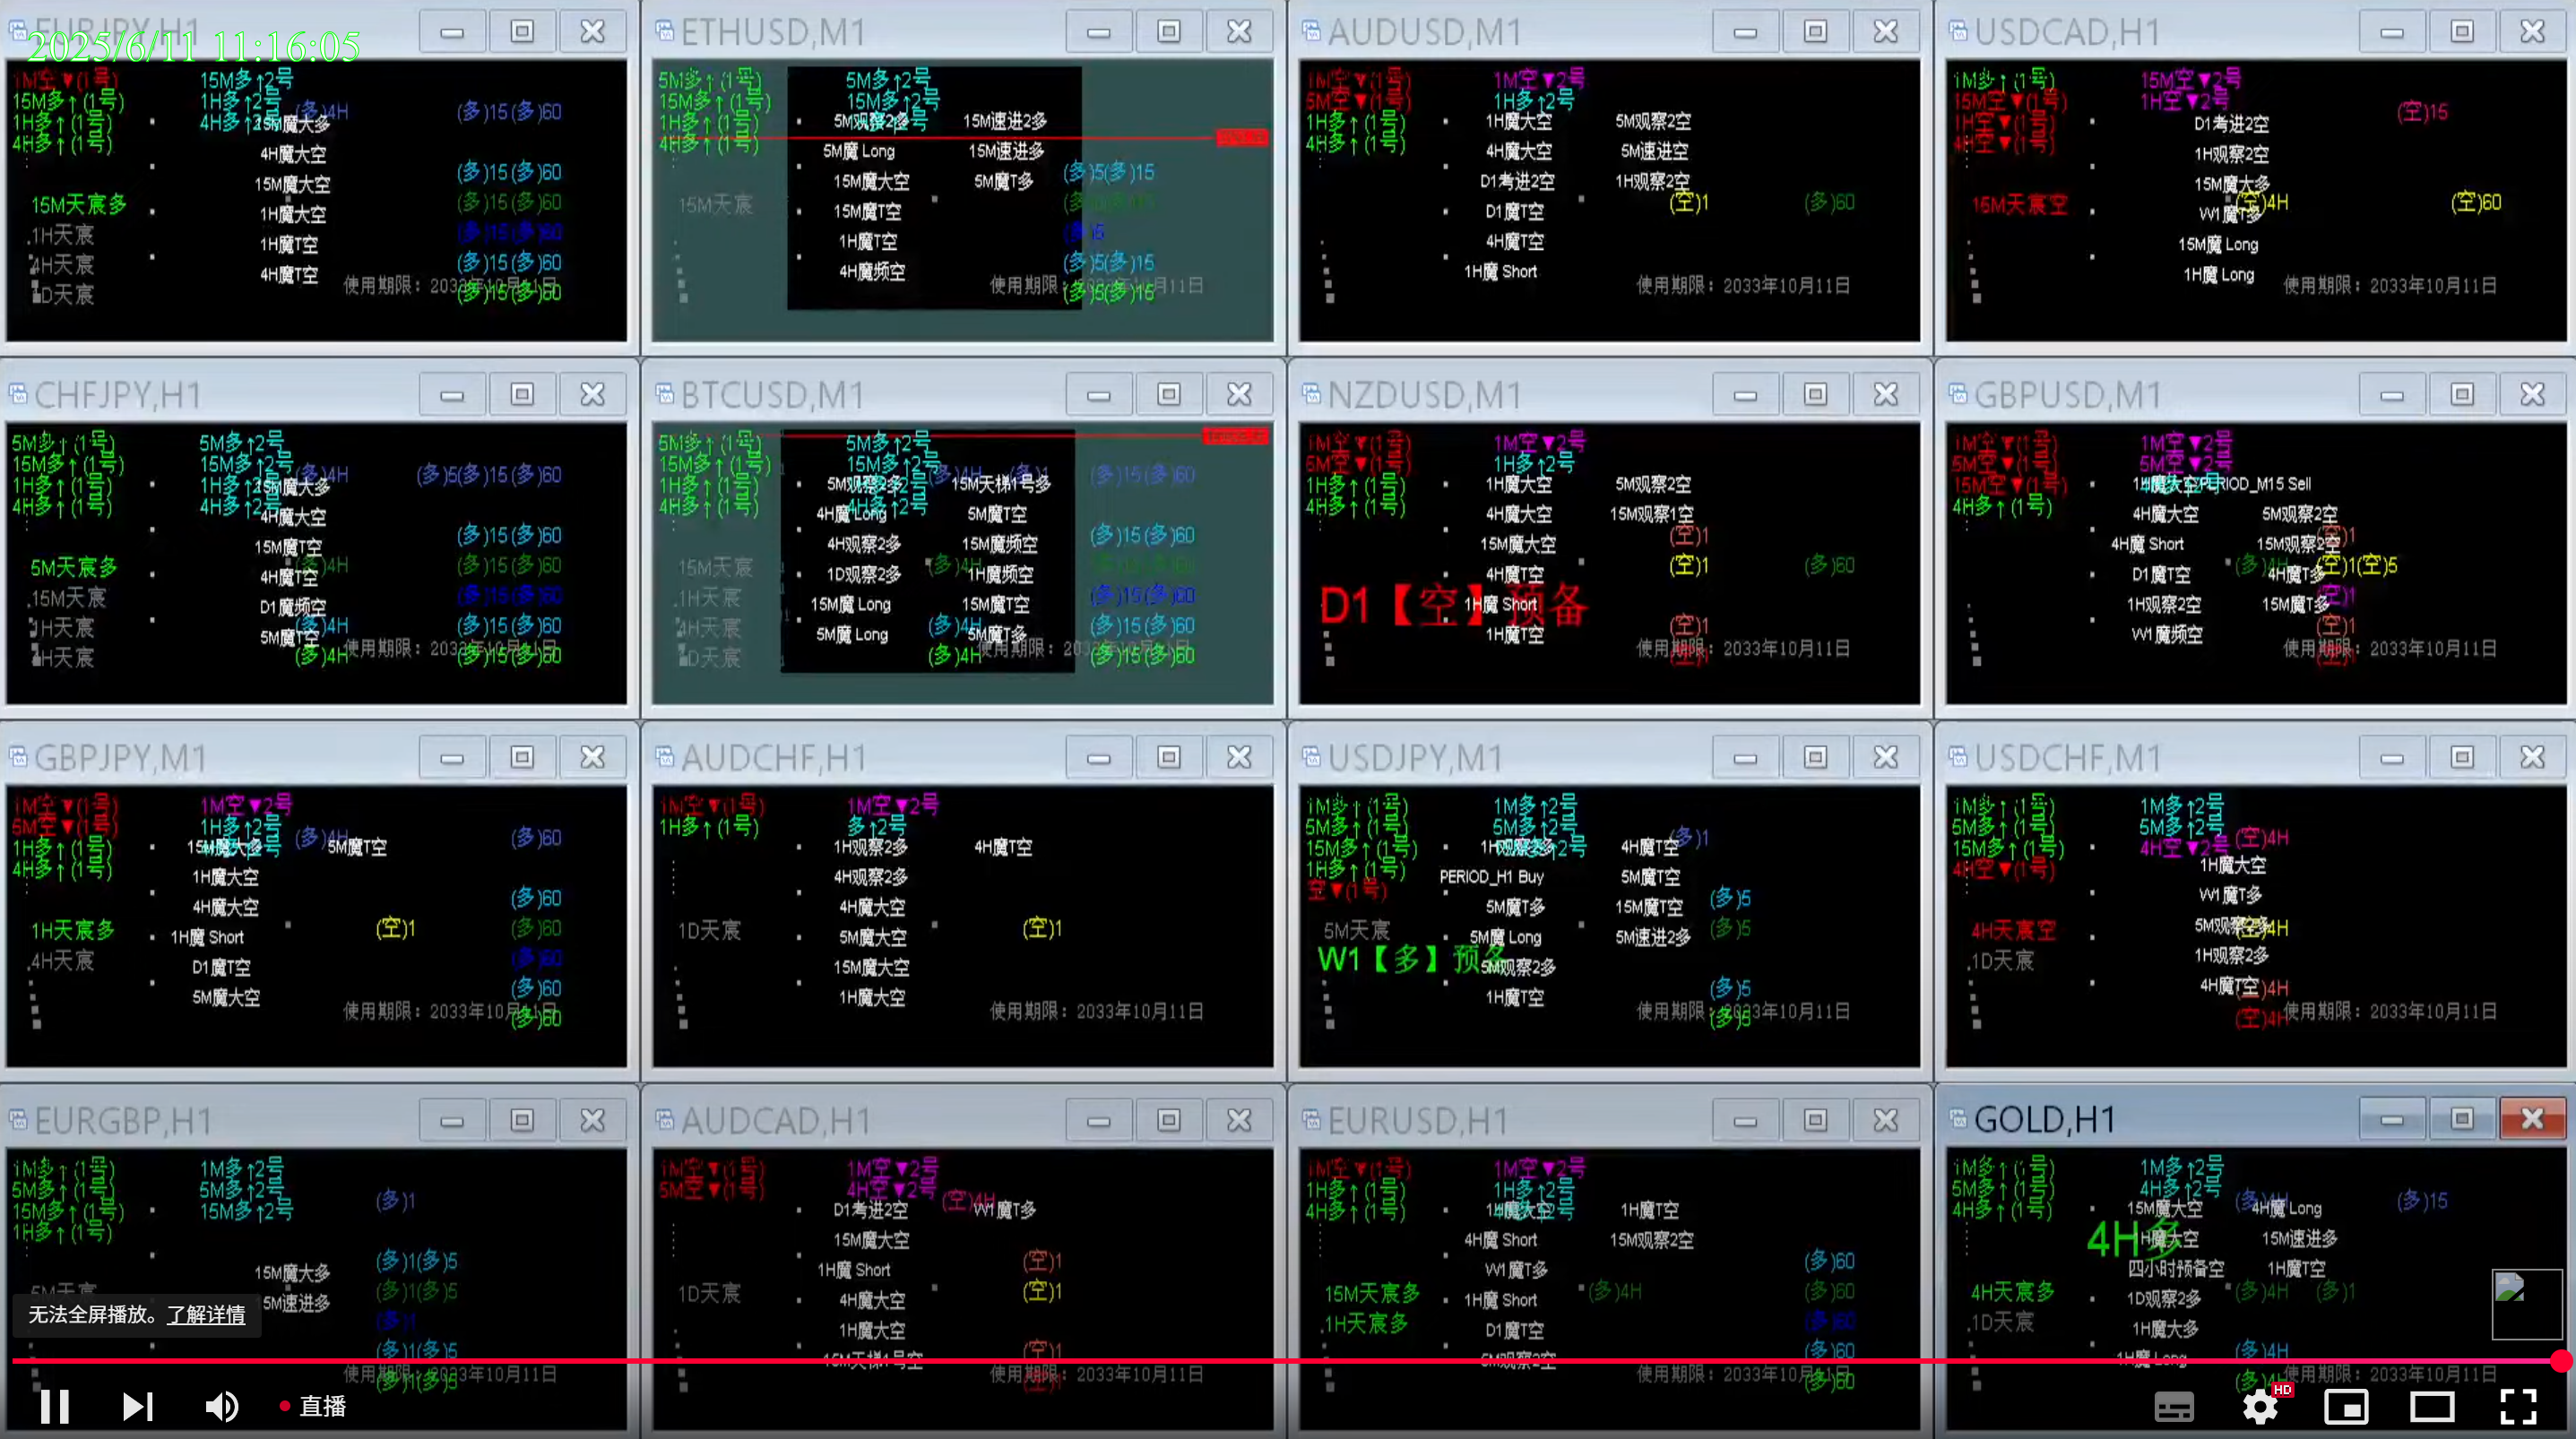 EURJPY,H1
2025/6/11 11:16:05
1M空▼(1号)
15M多↑(1号)
1H多↑(1号)
4H多↑(1号)
15M多↑2号
1H多↑2号
4H多↑2号
(多)4H
(多)15(多)60
15M魔大多
4H魔大空
15M魔大空
1H魔大空
1H魔T空
4H魔T空
(多)15(多)60
(多)15(多)60
(多)15(多)60
(多)15(多)60
(多)15(多)60
15M天宸多
1H天宸
4H天宸
1D天宸
使用期限：2033年10月11日
ETHUSD,M1
5M多↑(1号)
15M多↑(1号)
1H多↑(1号)
4H多↑(1号)
5M多↑2号
15M多↑2号
5M观察2多
5M魔 Long
15M魔大空
15M魔T空
1H魔T空
4H魔频空
15M速进2多
15M速进多
5M魔T多
(多)5(多)15
(多)5
(多)5(多)15
(多)5(多)15
15M天宸
AUDUSD,M1
1M空▼(1号)
5M空▼(1号)
1H多↑(1号)
4H多↑(1号)
1M空▼2号
1H多↑2号
1H魔大空
4H魔大空
D1考进2空
D1魔T空
4H魔T空
1H魔 Short
5M观察2空
5M速进空
1H观察2空
(空)1
(多)60
使用期限：2033年10月11日
USDCAD,H1
1M多↑(1号)
15M空▼(1号)
1H空▼(1号)
4H空▼(1号)
15M空▼2号
1H空▼2号
(空)15
D1考进2空
1H观察2空
15M魔大多
W1魔T多
15M魔 Long
1H魔 Long
(空)4H
(空)60
15M天宸空
使用期限：2033年10月11日
CHFJPY,H1
5M多↑(1号)
15M多↑(1号)
1H多↑(1号)
4H多↑(1号)
5M多↑2号
15M多↑2号
1H多↑2号
4H多↑2号
(多)4H
(多)5(多)15(多)60
15M魔大多
4H魔大空
15M魔T空
4H魔T空
D1魔频空
5M魔T空
(多)15(多)60
(多)4H
(多)15(多)60
(多)15(多)60
(多)4H
(多)15(多)60
(多)4H
(多)15(多)60
5M天宸多
15M天宸
1H天宸
4H天宸
BTCUSD,M1
5M多↑(1号)
15M多↑(1号)
1H多↑(1号)
4H多↑(1号)
5M多↑2号
15M多↑2号
(多)4H
(多)1
(多)15(多)60
5M观察2多
4H魔 Long
4H观察2多
1D观察2多
15M魔 Long
5M魔 Long
15M天梯1号多
5M魔T空
15M魔频空
1H魔频空
15M魔T空
5M魔T多
(多)15(多)60
(多)4H
(多)15(多)60
(多)4H
(多)15(多)60
(多)4H
(多)15(多)60
15M天宸
1H天宸
4H天宸
1D天宸
NZDUSD,M1
1M空▼(1号)
5M空▼(1号)
1H多↑(1号)
4H多↑(1号)
1M空▼2号
1H多↑2号
1H魔大空
4H魔大空
15M魔大空
4H魔T空
1H魔 Short
1H魔T空
5M观察2空
15M观察1空
(空)1
(空)1
(多)60
(空)1
D1【空】预备
使用期限：2033年10月11日
GBPUSD,M1
1M空▼(1号)
5M空▼(1号)
15M空▼(1号)
4H多↑(1号)
1M空▼2号
5M空▼2号
1H魔大空
PERIOD_M15 Sell
4H魔大空
4H魔 Short
D1魔T空
1H观察2空
W1魔频空
5M观察2空
15M观察2空
4H魔T多
15M魔T多
(空)1
(多)4H
(空)1(空)5
(空)1
(空)1
使用期限：2033年10月11日
GBPJPY,M1
1M空▼(1号)
5M空▼(1号)
1H多↑(1号)
4H多↑(1号)
1M空▼2号
1H多↑2号
(多)4H
(多)60
15M魔大多
1H魔大空
4H魔大空
1H魔 Short
D1魔T空
5M魔大空
5M魔T空
(空)1
(多)60
(多)60
(多)60
(多)60
(多)60
1H天宸多
4H天宸
使用期限：2033年10月11日
AUDCHF,H1
1M空▼(1号)
1H多↑(1号)
1M空▼2号
多↑2号
1H观察2多
4H观察2多
4H魔大空
5M魔大空
15M魔大空
1H魔大空
4H魔T空
(空)1
1D天宸
使用期限：2033年10月11日
USDJPY,M1
1M多↑(1号)
5M多↑(1号)
15M多↑(1号)
1H多↑(1号)
空▼(1号)
1M多↑2号
5M多↑2号
(多)1
1H观察2多
PERIOD_H1 Buy
5M魔T多
5M魔 Long
5M观察2多
1H魔T空
4H魔T空
5M魔T空
15M魔T空
5M速进2多
(多)5
(多)5
(多)5
(多)5
5M天宸
W1【多】预备
使用期限：2033年10月11日
USDCHF,M1
1M多↑(1号)
5M多↑(1号)
15M多↑(1号)
4H空▼(1号)
1M多↑2号
5M多↑2号
4H空▼2号
(空)4H
1H魔大空
W1魔T多
5M观察2多
1H观察2多
4H魔T空
(空)4H
(空)4H
(空)4H
4H天宸空
1D天宸
使用期限：2033年10月11日
EURGBP,H1
1M多↑(1号)
5M多↑(1号)
15M多↑(1号)
1H多↑(1号)
1M多↑2号
5M多↑2号
15M多↑2号
(多)1
15M魔大多
15M速进多
(多)1(多)5
(多)1(多)5
(多)1(多)5
(多)1(多)5
使用期限：2033年10月11日
AUDCAD,H1
1M空▼(1号)
5M空▼(1号)
1M空▼2号
4H空▼2号
(空)4H
D1考进2空
W1魔T多
15M魔大空
1H魔 Short
4H魔大空
1H魔大空
15M天梯1号空
(空)1
(空)1
(空)1
1D天宸
使用期限：2033年10月11日
EURUSD,H1
1M空▼(1号)
1H多↑(1号)
4H多↑(1号)
1M空▼2号
1H多↑2号
1H魔大空
4H魔 Short
W1魔T多
1H魔 Short
D1魔T空
5M观察2空
1H魔T空
15M观察2空
(多)60
(多)4H
(多)60
(多)60
(多)60
15M天宸多
1H天宸多
使用期限：2033年10月11日
GOLD,H1
1M多↑(1号)
5M多↑(1号)
4H多↑(1号)
1M多↑2号
4H多↑2号
(多)4H
(多)15
4H多
15M魔大空
1H魔大空
四小时预备空
1D观察2多
1H魔大多
1H魔 Long
4H魔 Long
15M速进多
1H魔T空
(多)4H
(多)1
(多)4H
4H天宸多
1D天宸
使用期限：2033年10月11日
无法全屏播放。了解详情
直播
HD